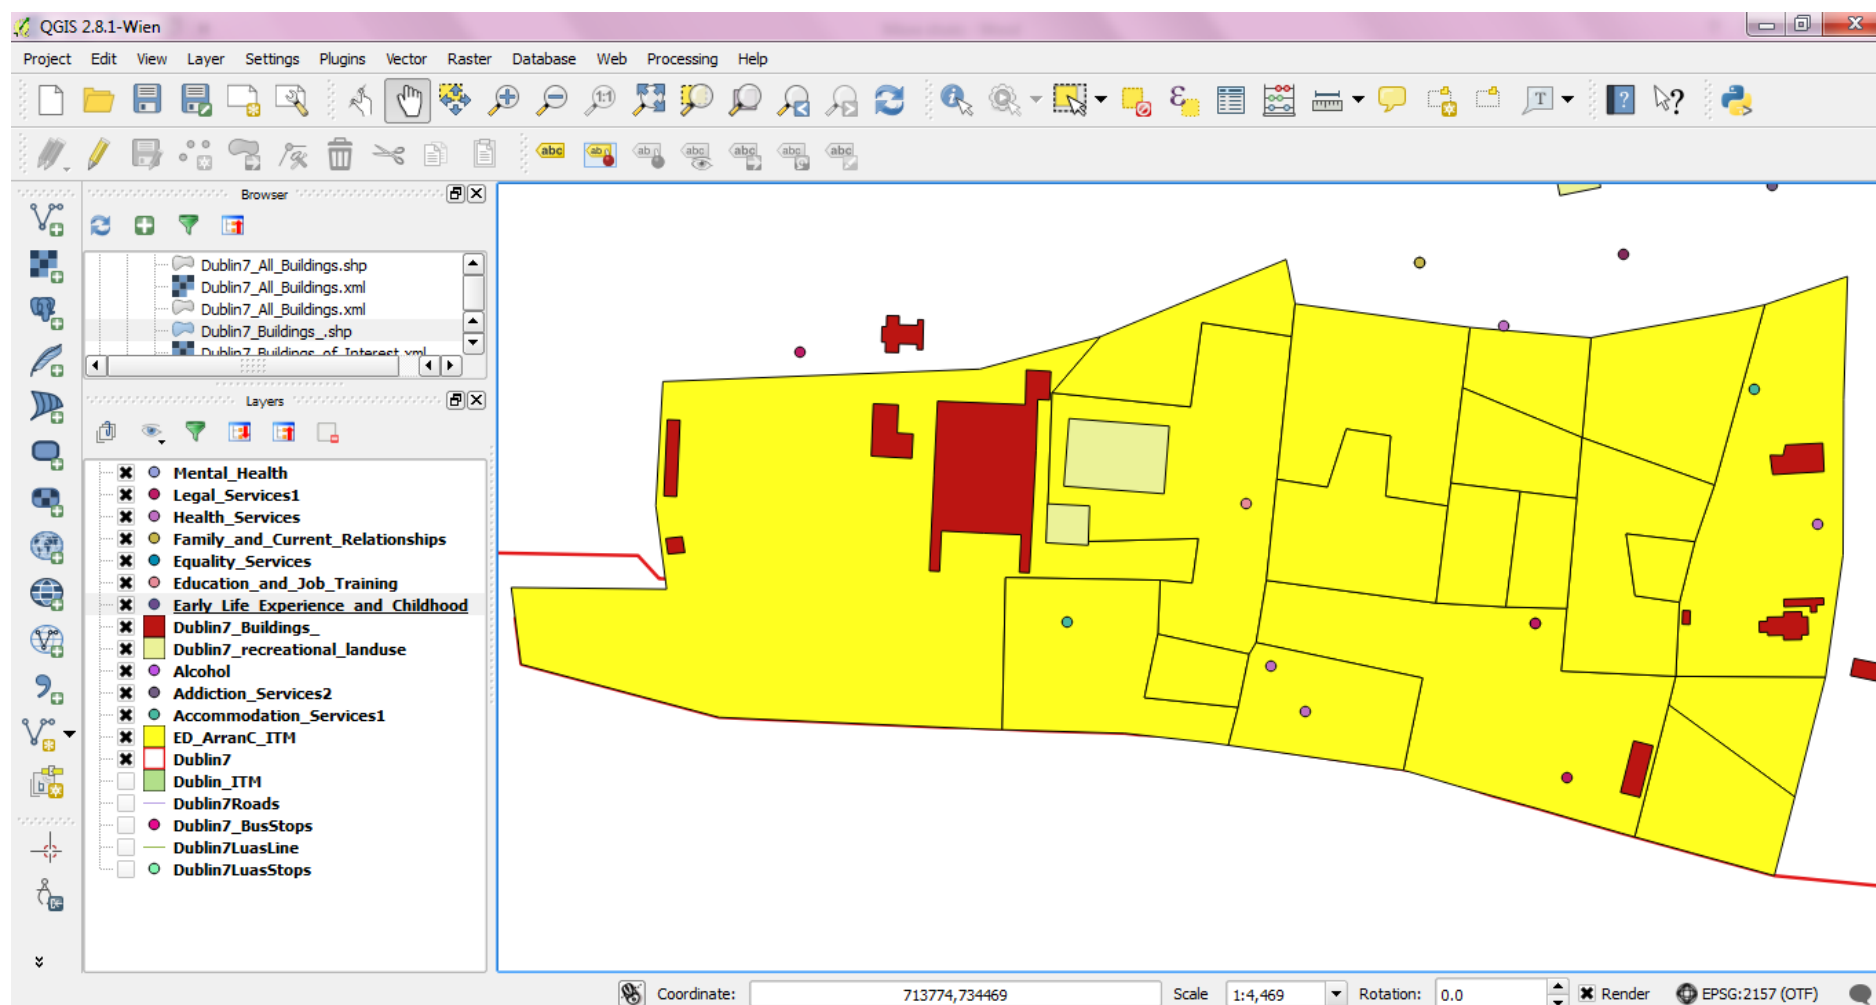 QGIS 2.8.1-Wien
Project Edit View Layer Settings Plugins Vector Raster Database Web Processing Help
Browser
Dublin7_All_Buildings.shp
Dublin7_All_Buildings.xml
Dublin7_All_Buildings.xml
Dublin7_Buildings_.shp
Dublin7_Buildings_of_Interest.xml
Layers
Mental_Health
Legal_Services1
Health_Services
Family_and_Current_Relationships
Equality_Services
Education_and_Job_Training
Early_Life_Experience_and_Childhood
Dublin7_Buildings_
Dublin7_recreational_landuse
Alcohol
Addiction_Services2
Accommodation_Services1
ED_ArranC_ITM
Dublin7
Dublin_ITM
Dublin7Roads
Dublin7_BusStops
Dublin7LuasLine
Dublin7LuasStops
Coordinate: 713774,734469 Scale 1:4,469 Rotation: 0.0 Render EPSG:2157 (OTF)